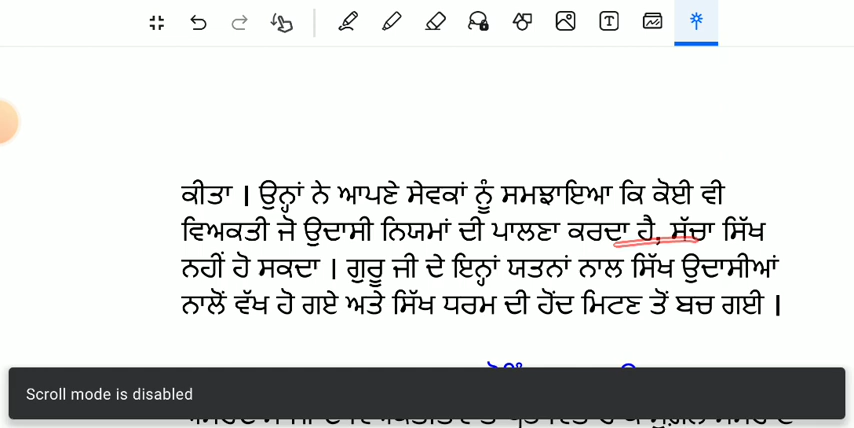 ਕੀਤਾ । ਉਨ੍ਹਾਂ ਨੇ ਆਪਣੇ ਸੇਵਕਾਂ ਨੂੰ ਸਮਝਾਇਆ ਕਿ ਕੋਈ ਵੀ
ਵਿਅਕਤੀ ਜੋ ਉਦਾਸੀ ਨਿਯਮਾਂ ਦੀ ਪਾਲਣਾ ਕਰਦਾ ਹੈ, ਸੱਚਾ ਸਿੱਖ
ਨਹੀਂ ਹੋ ਸਕਦਾ । ਗੁਰੂ ਜੀ ਦੇ ਇਨ੍ਹਾਂ ਯਤਨਾਂ ਨਾਲ ਸਿੱਖ ਉਦਾਸੀਆਂ
ਨਾਲੋਂ ਵੱਖ ਹੋ ਗਏ ਅਤੇ ਸਿੱਖ ਧਰਮ ਦੀ ਹੋਂਦ ਮਿਟਣ ਤੋਂ ਬਚ ਗਈ ।
Scroll mode is disabled